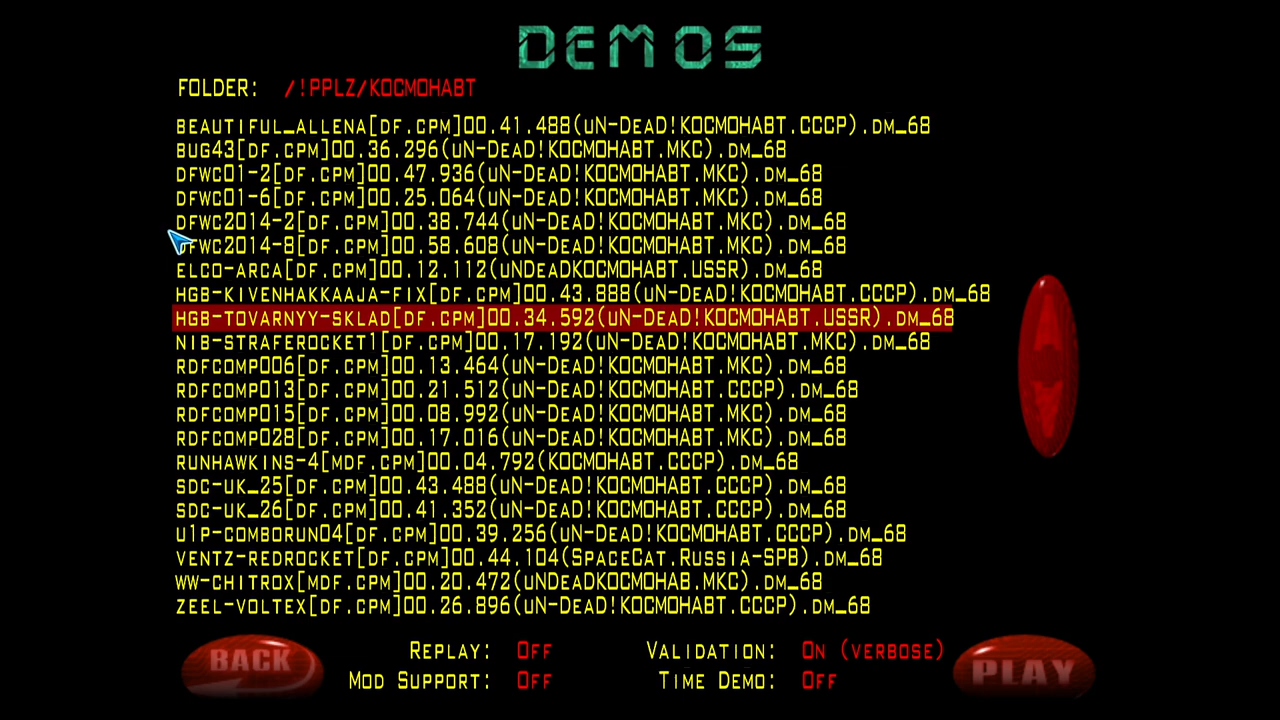 DEMOS
FOLDER: /!PPLZ/KOCMOHABT
BEAUTIFUL_ALLENA[DF.CPM]00.41.488(uN-DeaD!KOCMOHABT.CCCP).dm_68
BUG43[DF.CPM]00.36.296(uN-DeaD!KOCMOHABT.MKC).dm_68
DFWC01-2[DF.CPM]00.47.936(uN-DeaD!KOCMOHABT.MKC).dm_68
DFWC01-6[DF.CPM]00.25.064(uN-DeaD!KOCMOHABT.MKC).dm_68
DFWC2014-2[DF.CPM]00.38.744(uN-DeaD!KOCMOHABT.MKC).dm_68
DFWC2014-8[DF.CPM]00.58.608(uN-DeaD!KOCMOHABT.MKC).dm_68
ELCO-ARCA[DF.CPM]00.12.112(uNDeadKOCMOHABT.USSR).dm_68
HGB-KIVENHAKKAAJA-FIX[DF.CPM]00.43.888(uN-DeaD!KOCMOHABT.CCCP).dm_68
HGB-TOVARNYY-SKLAD[DF.CPM]00.34.592(uN-DeaD!KOCMOHABT.USSR).dm_68
NIB-STRAFEROCKET1[DF.CPM]00.17.192(uN-DeaD!KOCMOHABT.MKC).dm_68
RDFCOMP006[DF.CPM]00.13.464(uN-DeaD!KOCMOHABT.MKC).dm_68
RDFCOMP013[DF.CPM]00.21.512(uN-DeaD!KOCMOHABT.CCCP).dm_68
RDFCOMP015[DF.CPM]00.08.992(uN-DeaD!KOCMOHABT.MKC).dm_68
RDFCOMP028[DF.CPM]00.17.016(uN-DeaD!KOCMOHABT.MKC).dm_68
RUNHAWKINS-4[MDF.CPM]00.04.792(KOCMOHABT.CCCP).dm_68
SDC-UK_25[DF.CPM]00.43.488(uN-DeaD!KOCMOHABT.CCCP).dm_68
SDC-UK_26[DF.CPM]00.41.352(uN-DeaD!KOCMOHABT.CCCP).dm_68
U1P-COMBORUN04[DF.CPM]00.39.256(uN-DeaD!KOCMOHABT.CCCP).dm_68
VENTZ-REDROCKET[DF.CPM]00.44.104(SpaceCat.Russia-SPB).dm_68
WW-CHITROX[MDF.CPM]00.20.472(uNDeadKOCMOHAB.MKC).dm_68
ZEEL-VOLTEX[DF.CPM]00.26.896(uN-DeaD!KOCMOHABT.CCCP).dm_68
Replay: Off Validation: On (verbose)
Mod Support: Off Time Demo: Off
BACK PLAY